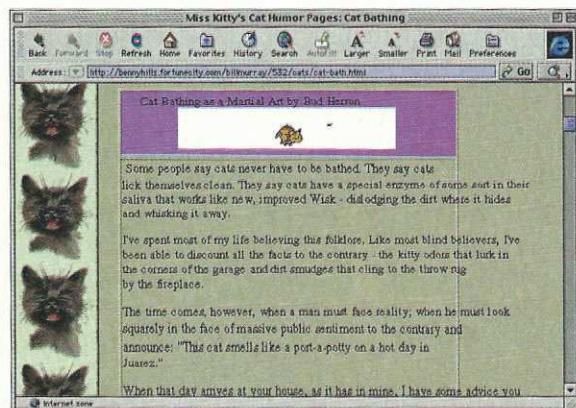 Miss Kitty's Cat Humor Pages: Cat Bathing
Back Forward Stop Refresh Home Favorites History Search AutoFill Larger Smaller Print Mail Preferences
Address: http://bennyhills.fortunecity.com/billmurray/532/cats/cat-bath.html Go
Cat Bathing as a Martial Art by Bud Herron
Some people say cats never have to be bathed. They say cats
lick themselves clean. They say cats have a special enzyme of some sort in their
saliva that works like new, improved Wisk - dislodging the dirt where it hides
and whisking it away.
I've spent most of my life believing this folklore. Like most blind believers, I've
been able to discount all the facts to the contrary - the kitty odors that lurk in
the corners of the garage and dirt smudges that cling to the throw rug
by the fireplace.
The time comes, however, when a man must face reality; when he must look
squarely in the face of massive public sentiment to the contrary and
announce: "This cat smells like a port-a-potty on a hot day in
Juarez."
When that day arrives at your house, as it has in mine, I have some advice you
Internet zone